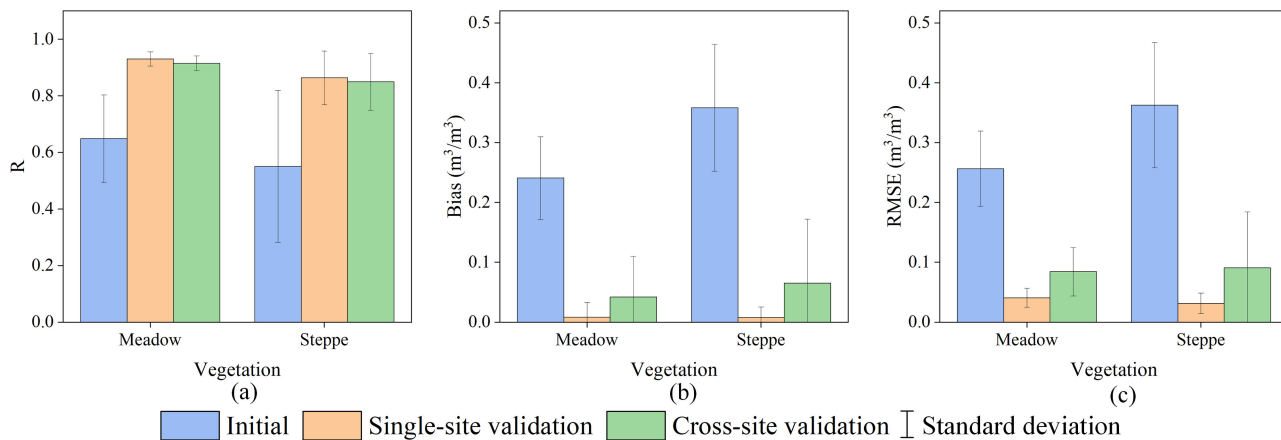 R
1.0
0.8
0.6
0.4
0.2
0.0
Meadow
Steppe
Vegetation
(a)
Bias (m³/m³)
0.5
0.4
0.3
0.2
0.1
0.0
Meadow
Steppe
Vegetation
(b)
RMSE (m³/m³)
0.5
0.4
0.3
0.2
0.1
0.0
Meadow
Steppe
Vegetation
(c)
Initial
Single-site validation
Cross-site validation
Standard deviation